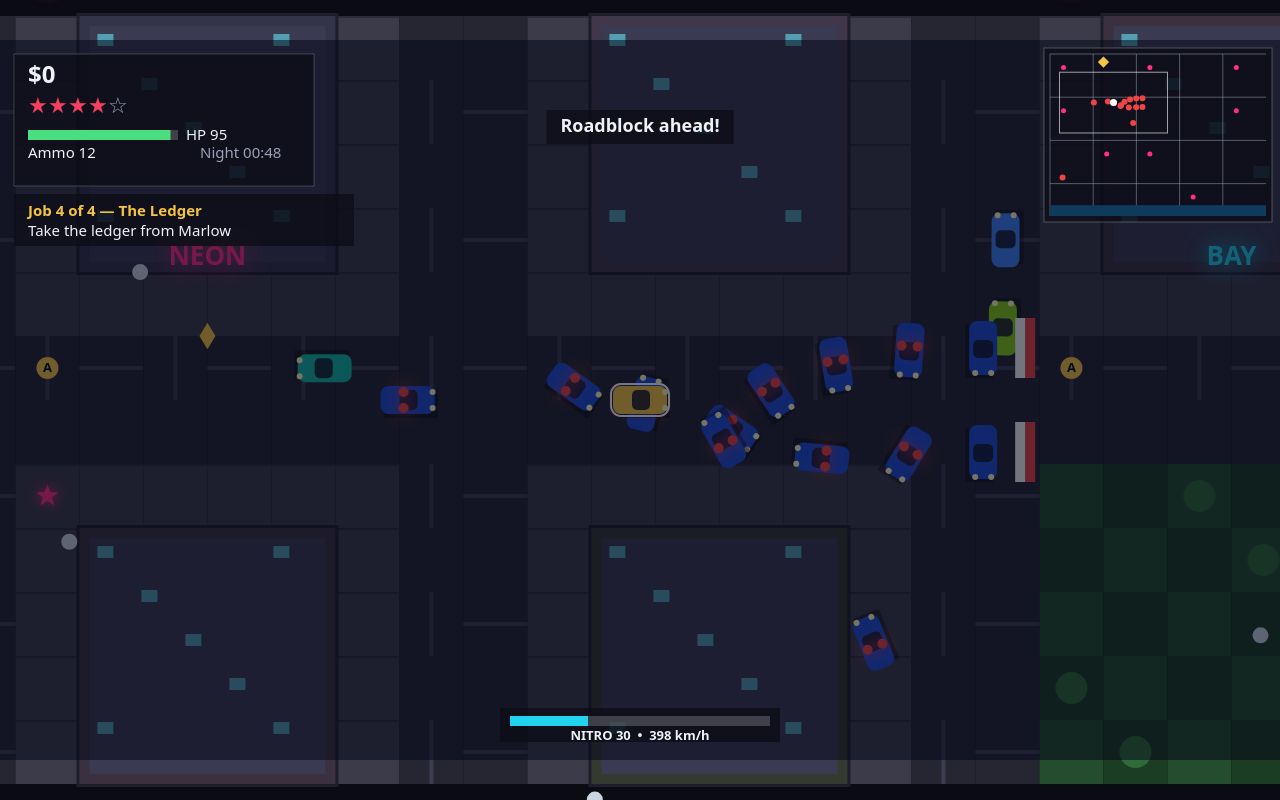 $0
★★★★☆
HP 95
Ammo 12
Night 00:48
Job 4 of 4 — The Ledger
Take the ledger from Marlow
Roadblock ahead!
NEON
BAY
A
A
NITRO 30 • 398 km/h